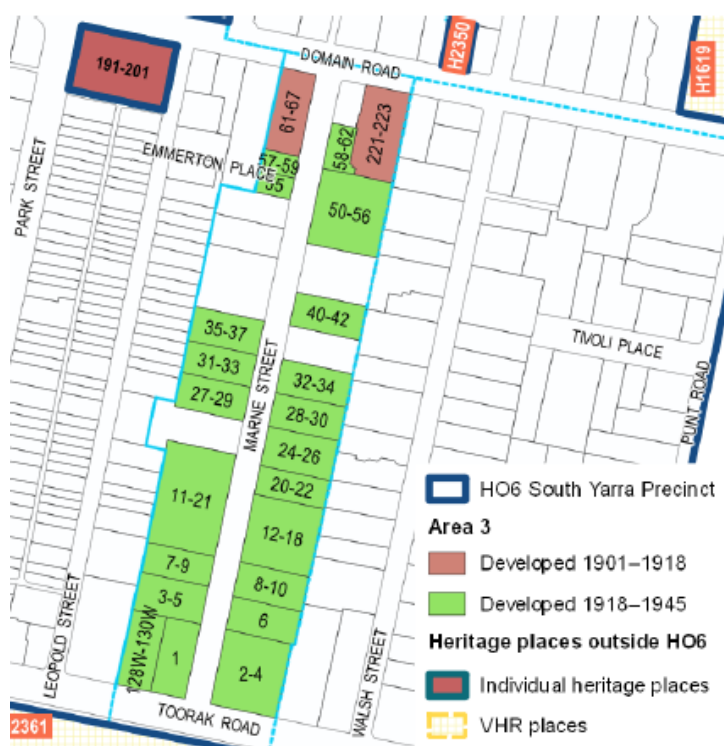 191-201
DOMAIN ROAD
H2350
H1619
PARK STREET
EMMERTON PLACE
61-67
57-59
55
58-62
221-223
50-56
40-42
35-37
31-33
27-29
MARNE STREET
32-34
28-30
24-26
20-22
12-18
8-10
6
2-4
11-21
7-9
3-5
128W-130W
1
TIVOLI PLACE
PUNT ROAD
LEOPOLD STREET
WALSH STREET
TOORAK ROAD
2361
HO6 South Yarra Precinct
Area 3
Developed 1901–1918
Developed 1918–1945
Heritage places outside HO6
Individual heritage places
VHR places